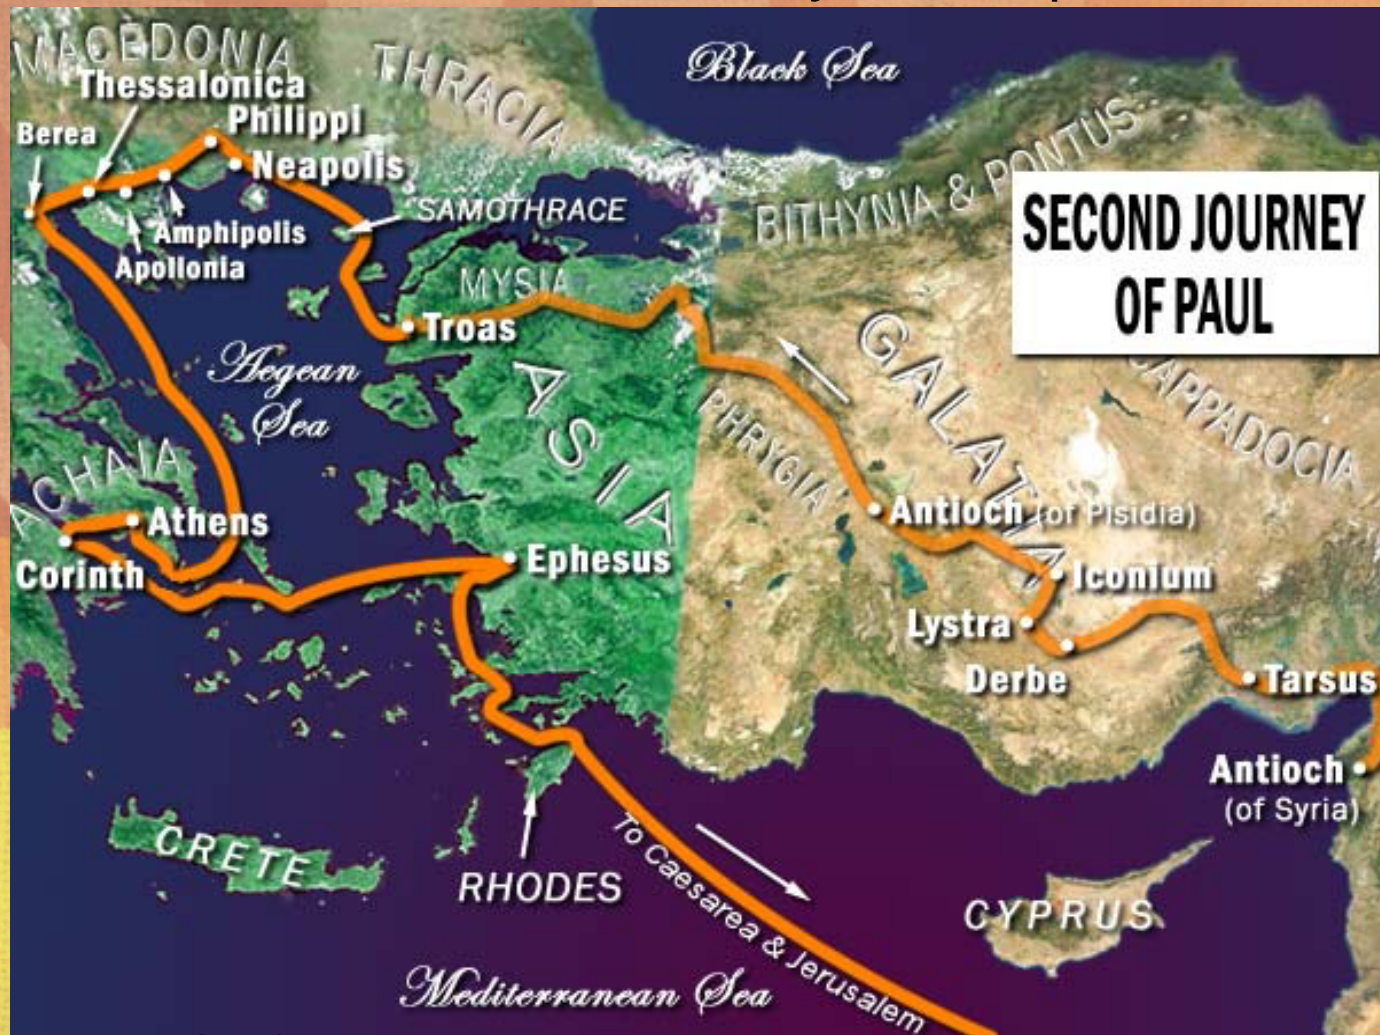 MACEDONIA
Thessalonica
THRACIA
Black Sea
Berea
Philippi
Neapolis
BITHYNIA & PONTUS
SAMOTHRACE
SECOND JOURNEY
OF PAUL
Amphipolis
Apollonia
MYSIA
Troas
Aegean
Sea
ASIA
GALATIA
CAPPADOCIA
PHRYGIA
ACHAIA
Athens
Antioch (of Pisidia)
Corinth
Ephesus
Iconium
Lystra
Derbe
Tarsus
Antioch
(of Syria)
CRETE
RHODES
To Caesarea & Jerusalem
CYPRUS
Mediterranean Sea